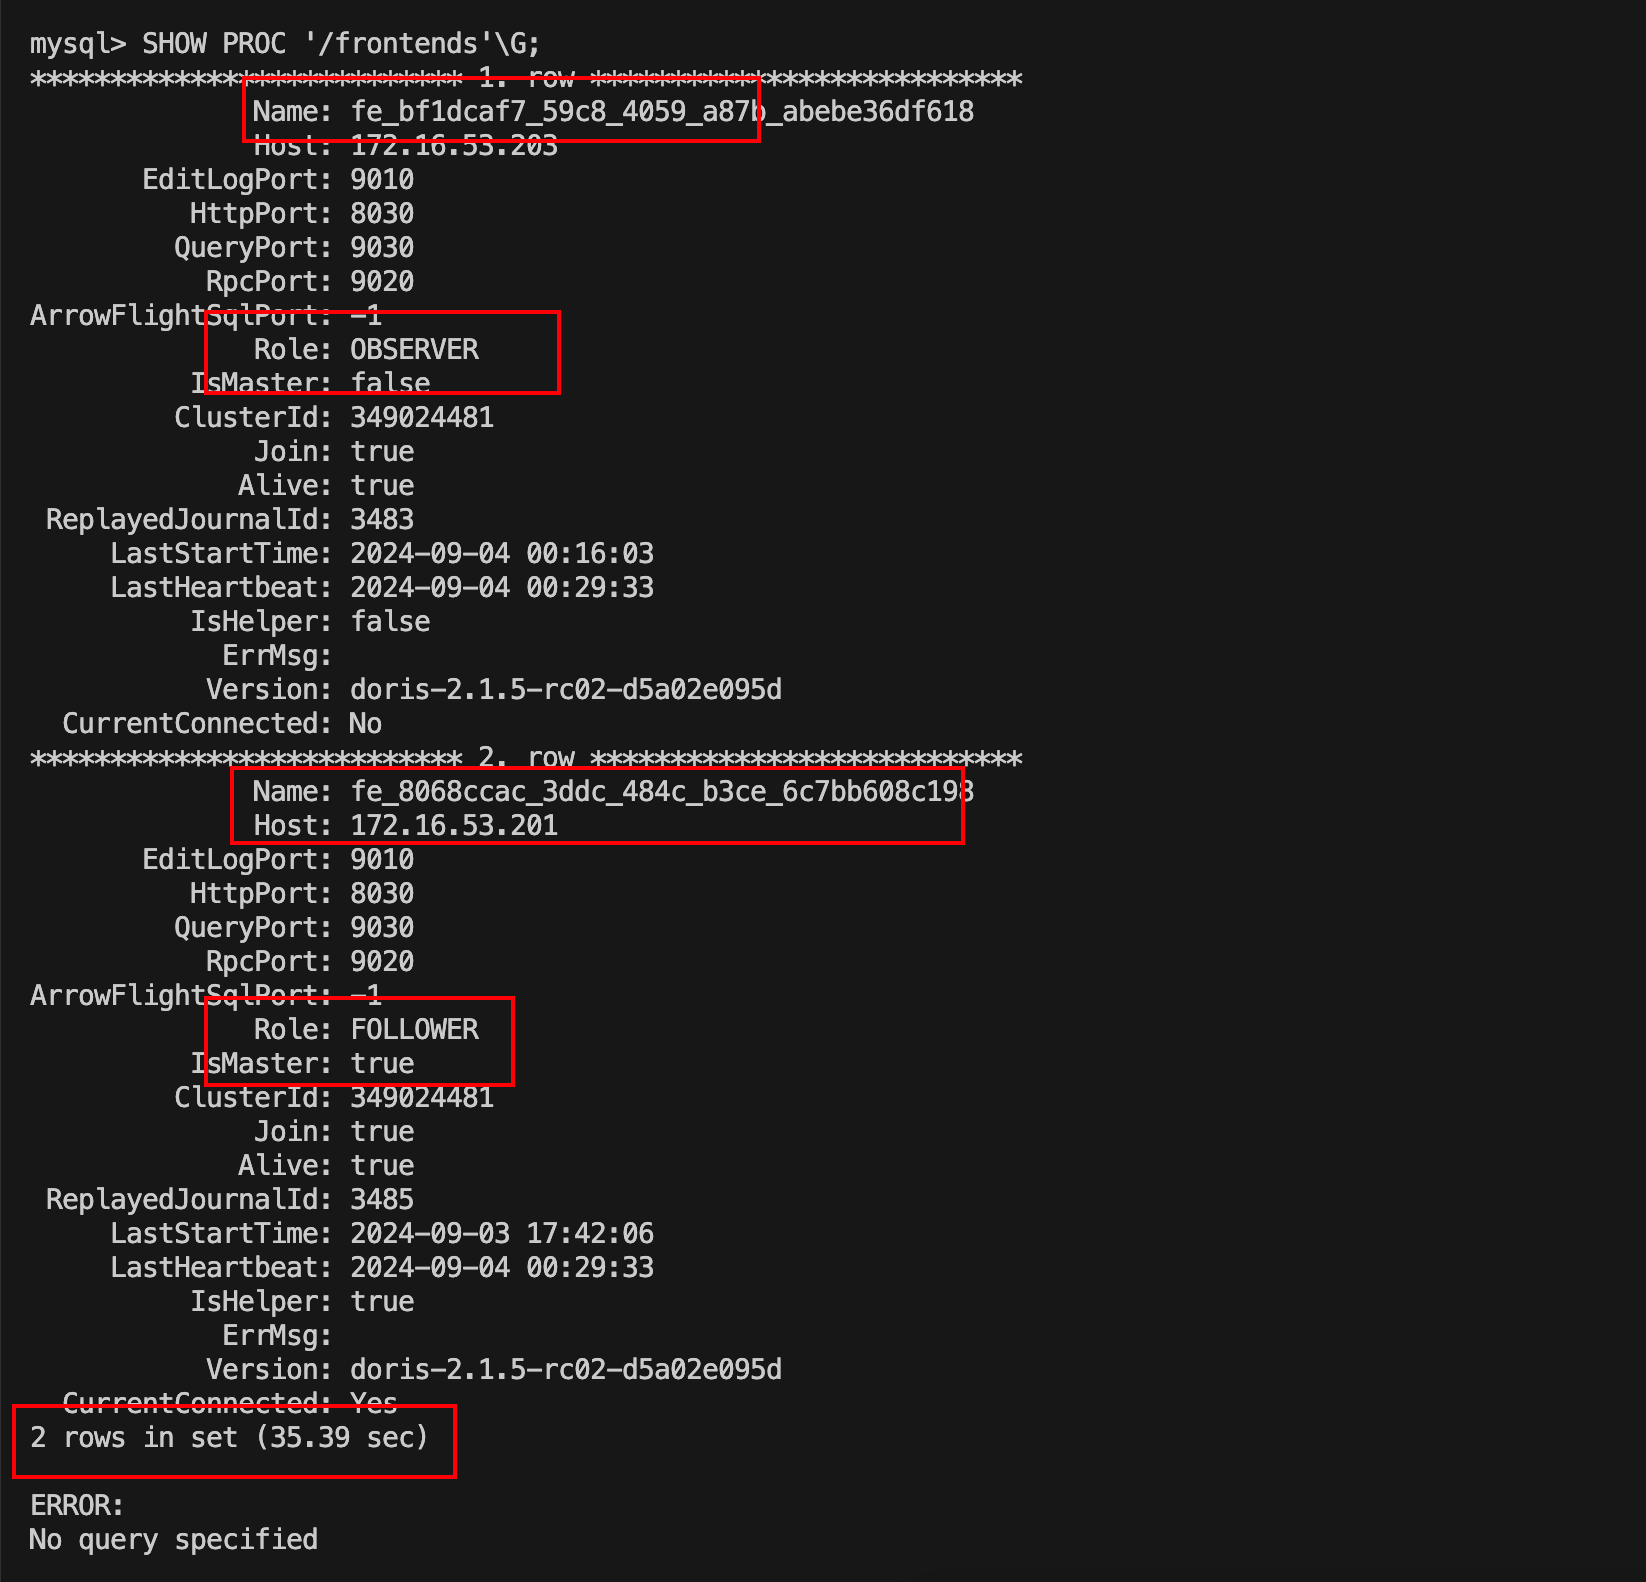 mysql> SHOW PROC '/frontends'\G;
*************************** 1. row ***************************
Name: fe_bf1dcaf7_59c8_4059_a87b_abebe36df618
Host: 172.16.53.203
EditLogPort: 9010
HttpPort: 8030
QueryPort: 9030
RpcPort: 9020
ArrowFlightSqlPort: -1
Role: OBSERVER
IsMaster: false
ClusterId: 349024481
Join: true
Alive: true
ReplayedJournalId: 3483
LastStartTime: 2024-09-04 00:16:03
LastHeartbeat: 2024-09-04 00:29:33
IsHelper: false
ErrMsg:
Version: doris-2.1.5-rc02-d5a02e095d
CurrentConnected: No
*************************** 2. row ***************************
Name: fe_8068ccac_3ddc_484c_b3ce_6c7bb608c198
Host: 172.16.53.201
EditLogPort: 9010
HttpPort: 8030
QueryPort: 9030
RpcPort: 9020
ArrowFlightSqlPort: -1
Role: FOLLOWER
IsMaster: true
ClusterId: 349024481
Join: true
Alive: true
ReplayedJournalId: 3485
LastStartTime: 2024-09-03 17:42:06
LastHeartbeat: 2024-09-04 00:29:33
IsHelper: true
ErrMsg:
Version: doris-2.1.5-rc02-d5a02e095d
CurrentConnected: Yes
2 rows in set (35.39 sec)
ERROR:
No query specified